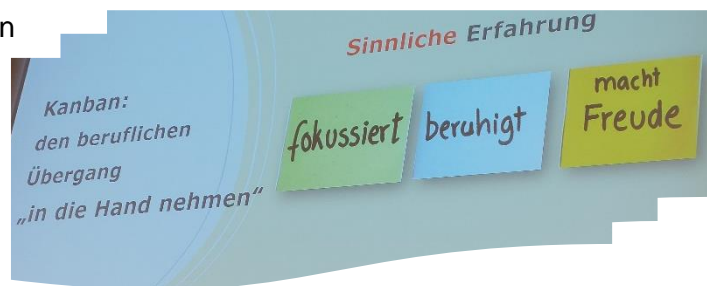 n
Sinnliche Erfahrung
Kanban:
den beruflichen
Übergang
„in die Hand nehmen“
fokussiert
beruhigt
macht
Freude